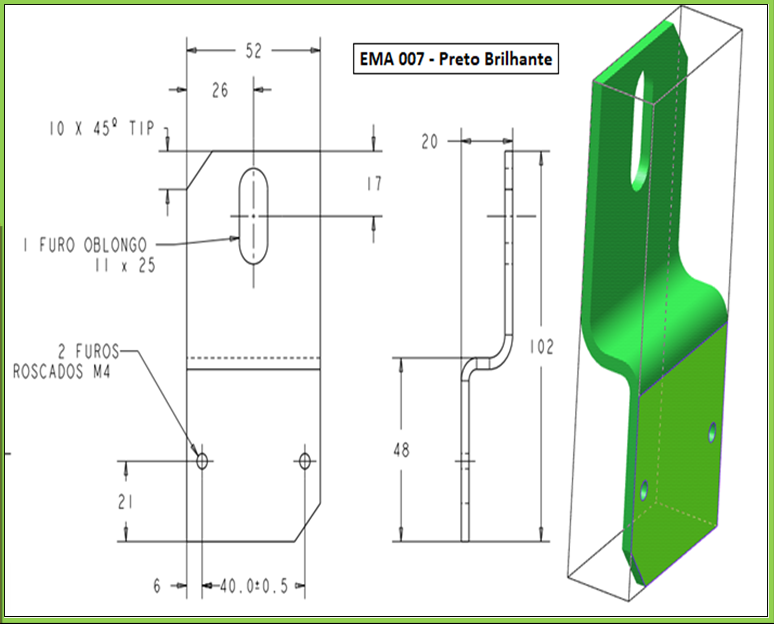 52
EMA 007 - Preto Brilhante
26
10 X 45º TIP
20
17
1 FURO OBLONGO
11 x 25
2 FUROS
ROSCADOS M4
102
48
21
6
40.0±0.5